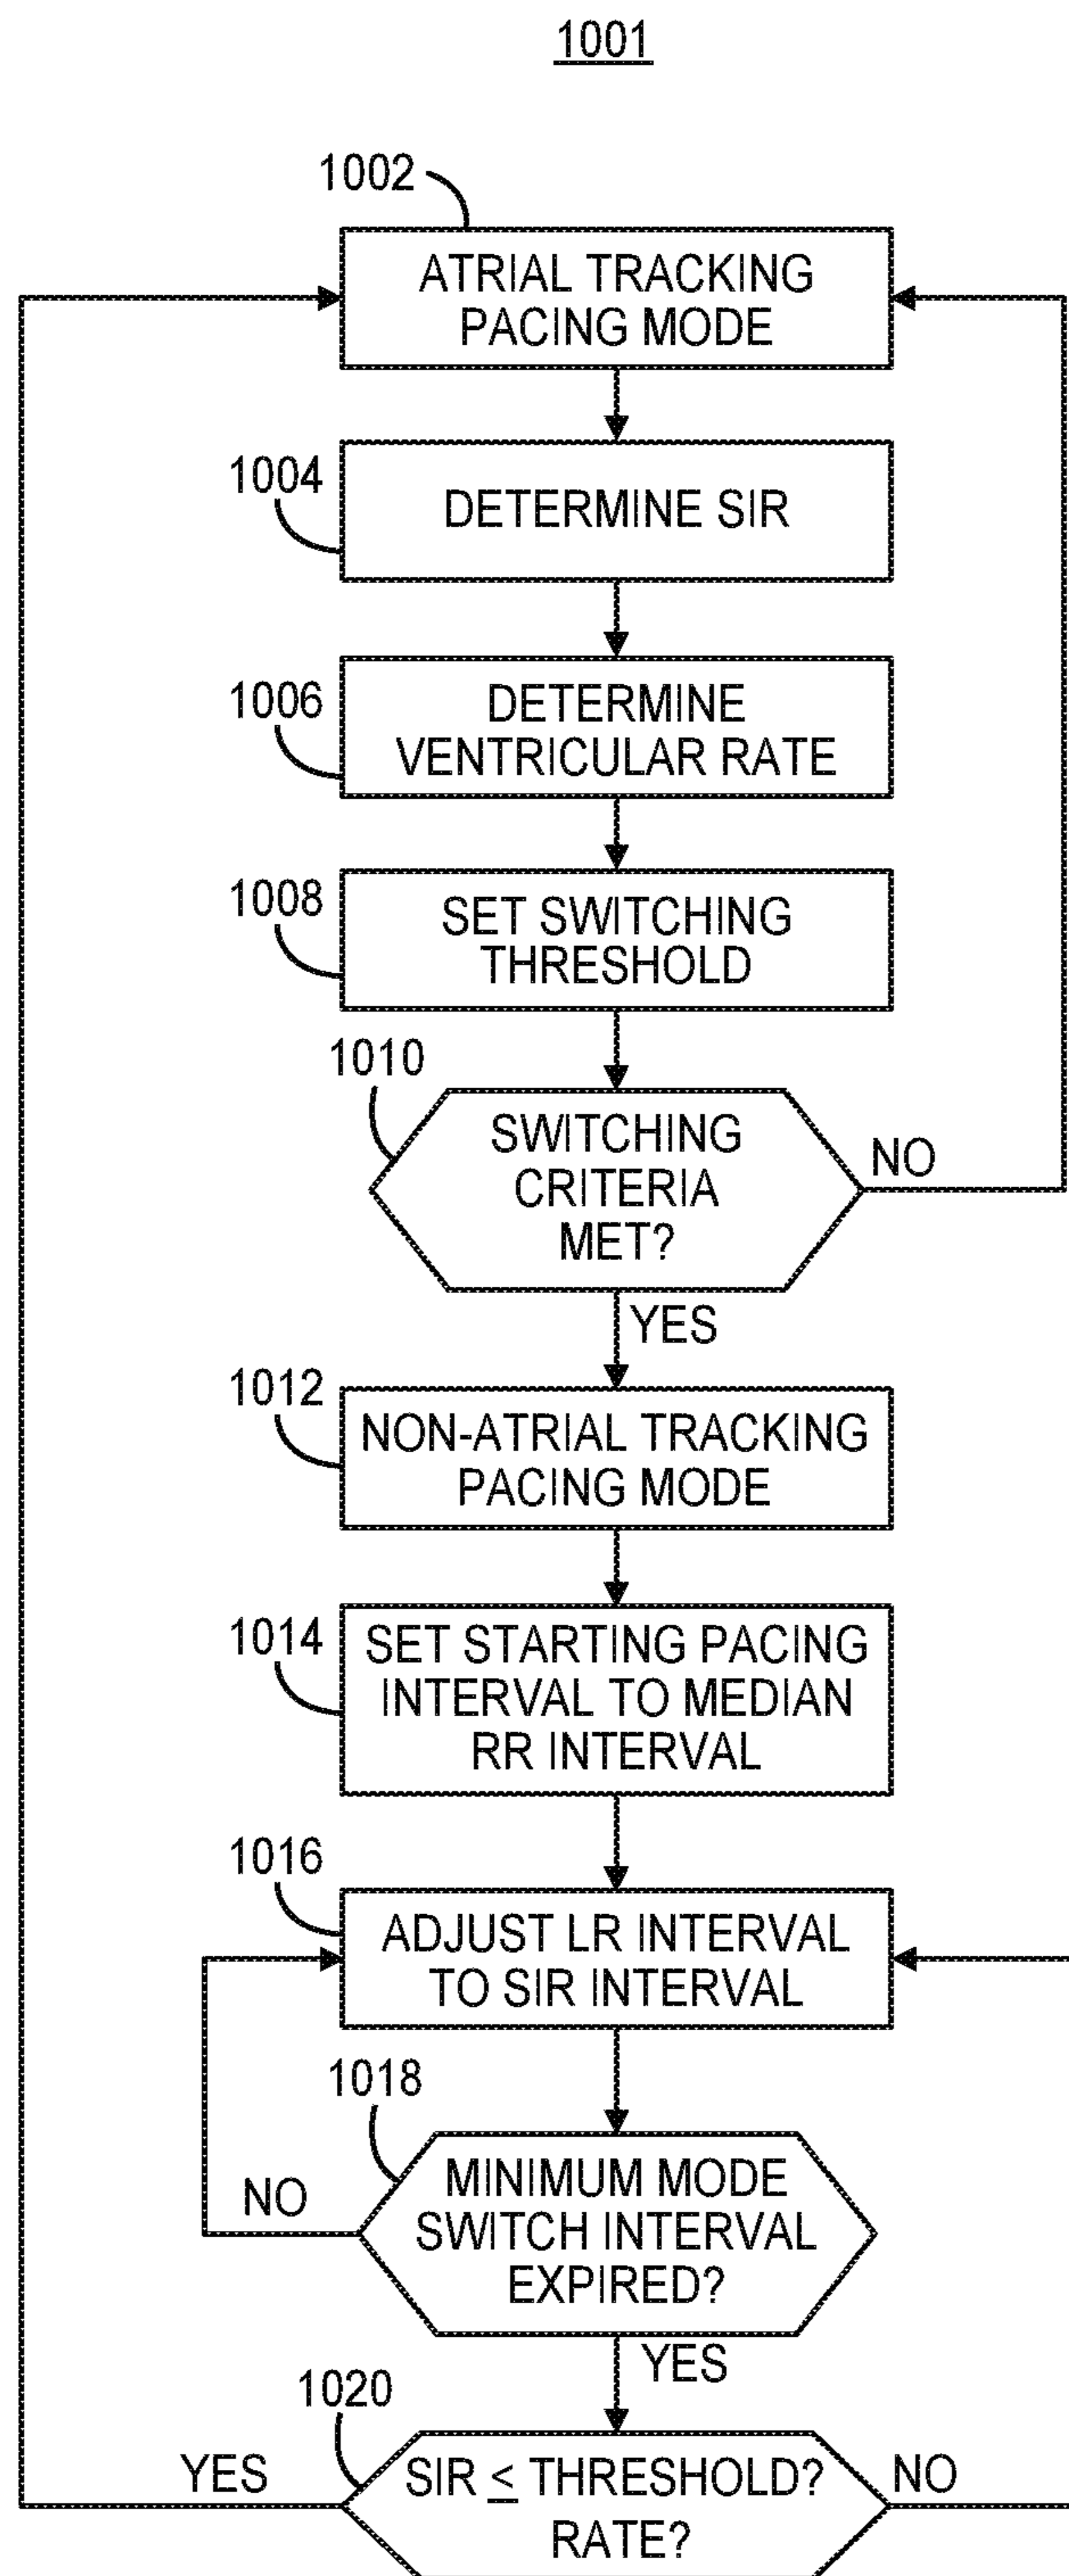 1001
1002
ATRIAL TRACKING
PACING MODE
1004
DETERMINE SIR
1006
DETERMINE
VENTRICULAR RATE
1008
SET SWITCHING
THRESHOLD
1010
SWITCHING
CRITERIA
MET?
NO
YES
1012
NON-ATRIAL TRACKING
PACING MODE
1014
SET STARTING PACING
INTERVAL TO MEDIAN
RR INTERVAL
1016
ADJUST LR INTERVAL
TO SIR INTERVAL
1018
MINIMUM MODE
SWITCH INTERVAL
EXPIRED?
NO
YES
1020
SIR ≤ THRESHOLD?
RATE?
YES
NO